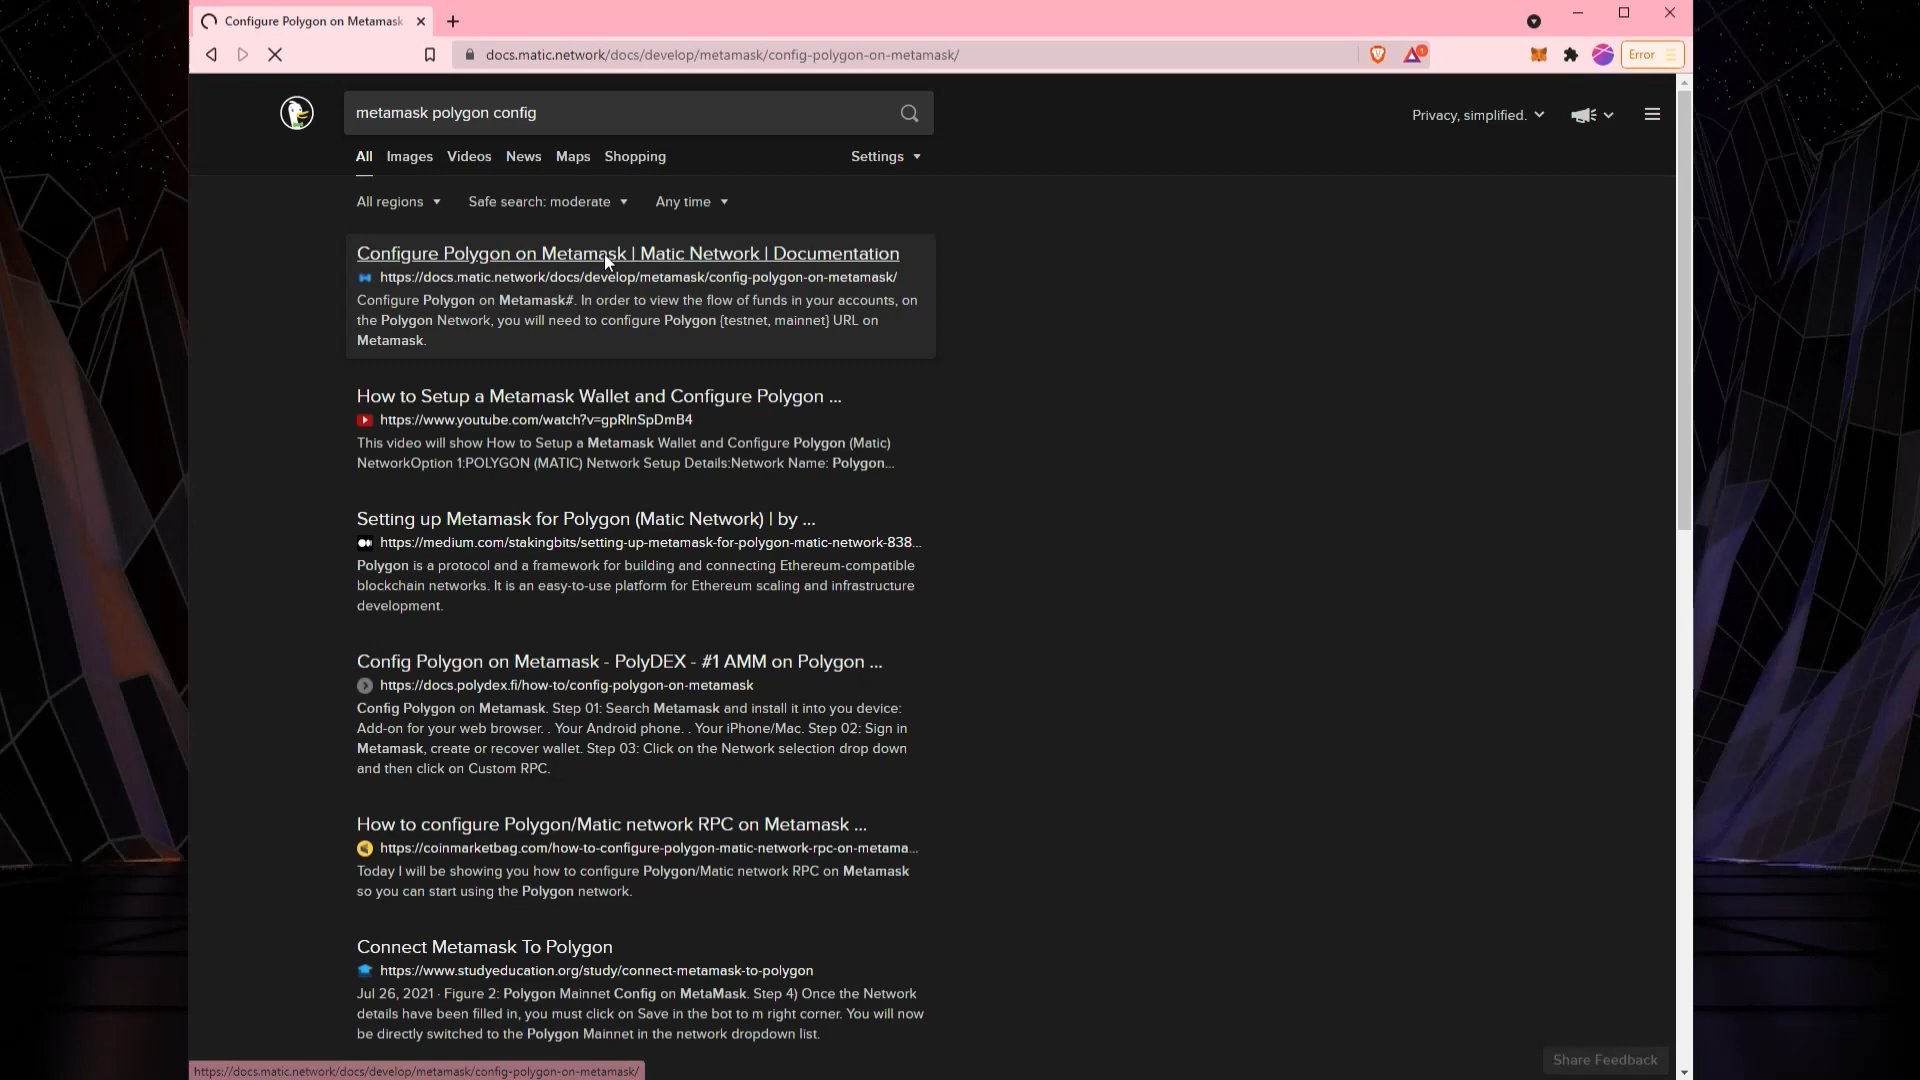 Configure Polygon on Metamask
docs.matic.network/docs/develop/metamask/config-polygon-on-metamask/
1
Error
metamask polygon config
Privacy, simplified.
All Images Videos News Maps Shopping Settings
All regions Safe search: moderate Any time
Configure Polygon on Metamask | Matic Network | Documentation
https://docs.matic.network/docs/develop/metamask/config-polygon-on-metamask/
Configure Polygon on Metamask#. In order to view the flow of funds in your accounts, on
the Polygon Network, you will need to configure Polygon {testnet, mainnet} URL on
Metamask.
How to Setup a Metamask Wallet and Configure Polygon ...
https://www.youtube.com/watch?v=gpRInSpDmB4
This video will show How to Setup a Metamask Wallet and Configure Polygon (Matic)
NetworkOption 1:POLYGON (MATIC) Network Setup Details:Network Name: Polygon...
Setting up Metamask for Polygon (Matic Network) | by ...
https://medium.com/stakingbits/setting-up-metamask-for-polygon-matic-network-838...
Polygon is a protocol and a framework for building and connecting Ethereum-compatible
blockchain networks. It is an easy-to-use platform for Ethereum scaling and infrastructure
development.
Config Polygon on Metamask - PolyDEX - #1 AMM on Polygon ...
https://docs.polydex.fi/how-to/config-polygon-on-metamask
Config Polygon on Metamask. Step 01: Search Metamask and install it into you device:
Add-on for your web browser. . Your Android phone. . Your iPhone/Mac. Step 02: Sign in
Metamask, create or recover wallet. Step 03: Click on the Network selection drop down
and then click on Custom RPC.
How to configure Polygon/Matic network RPC on Metamask ...
https://coinmarketbag.com/how-to-configure-polygon-matic-network-rpc-on-metama...
Today I will be showing you how to configure Polygon/Matic network RPC on Metamask
so you can start using the Polygon network.
Connect Metamask To Polygon
https://www.studyeducation.org/study/connect-metamask-to-polygon
Jul 26, 2021 · Figure 2: Polygon Mainnet Config on MetaMask. Step 4) Once the Network
details have been filled in, you must click on Save in the bot to m right corner. You will now
be directly switched to the Polygon Mainnet in the network dropdown list.
Share Feedback
https://docs.matic.network/docs/develop/metamask/config-polygon-on-metamask/